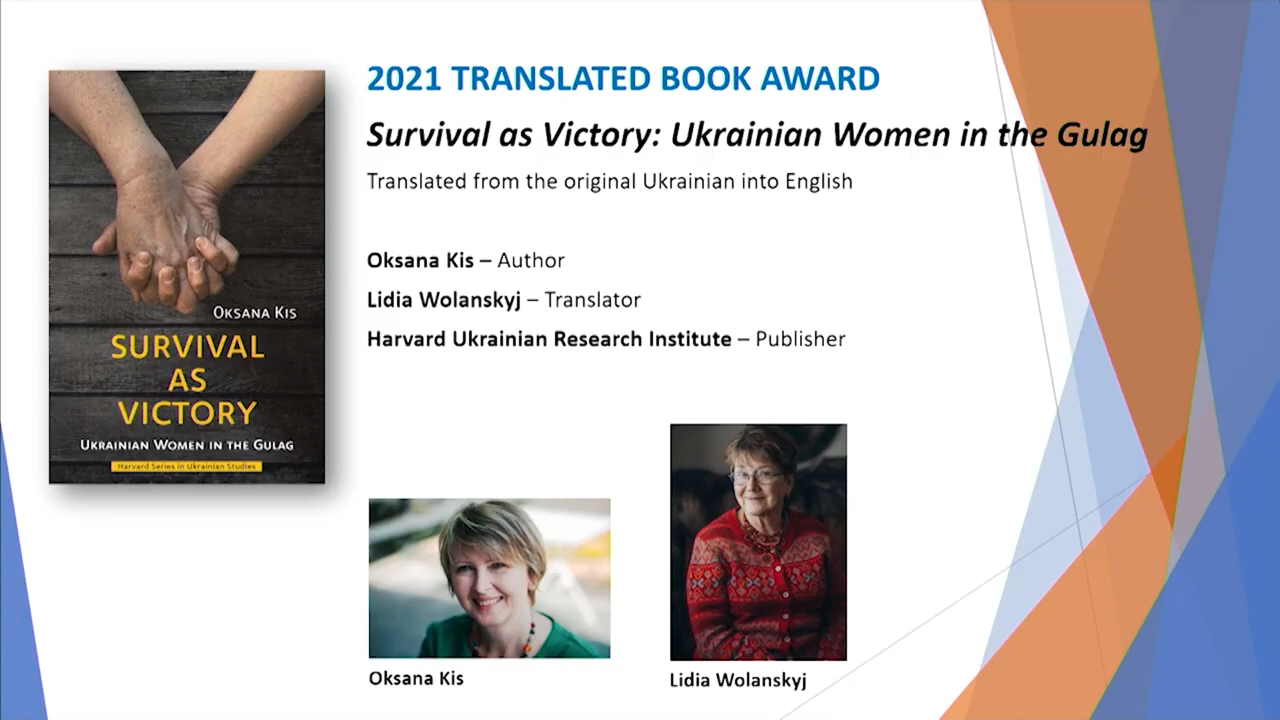 2021 TRANSLATED BOOK AWARD
Survival as Victory: Ukrainian Women in the Gulag
Translated from the original Ukrainian into English
Oksana Kis – Author
Lidia Wolanskyj – Translator
Harvard Ukrainian Research Institute – Publisher
OKSANA KIS
SURVIVAL
AS
VICTORY
UKRAINIAN WOMEN IN THE GULAG
Harvard Series in Ukrainian Studies
Oksana Kis
Lidia Wolanskyj